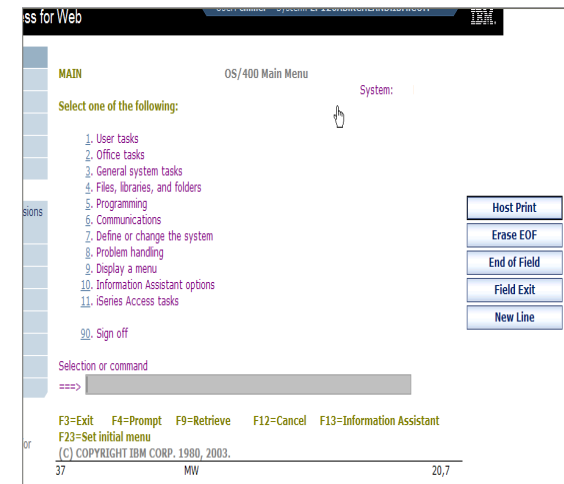 ss for Web
IBM.
MAIN OS/400 Main Menu
System:
Select one of the following:
1. User tasks
2. Office tasks
3. General system tasks
4. Files, libraries, and folders
5. Programming
6. Communications
7. Define or change the system
8. Problem handling
9. Display a menu
10. Information Assistant options
11. iSeries Access tasks
90. Sign off
Selection or command
===>
F3=Exit F4=Prompt F9=Retrieve F12=Cancel F13=Information Assistant
F23=Set initial menu
(C) COPYRIGHT IBM CORP. 1980, 2003.
37 MW 20,7
sions
or
Host Print
Erase EOF
End of Field
Field Exit
New Line